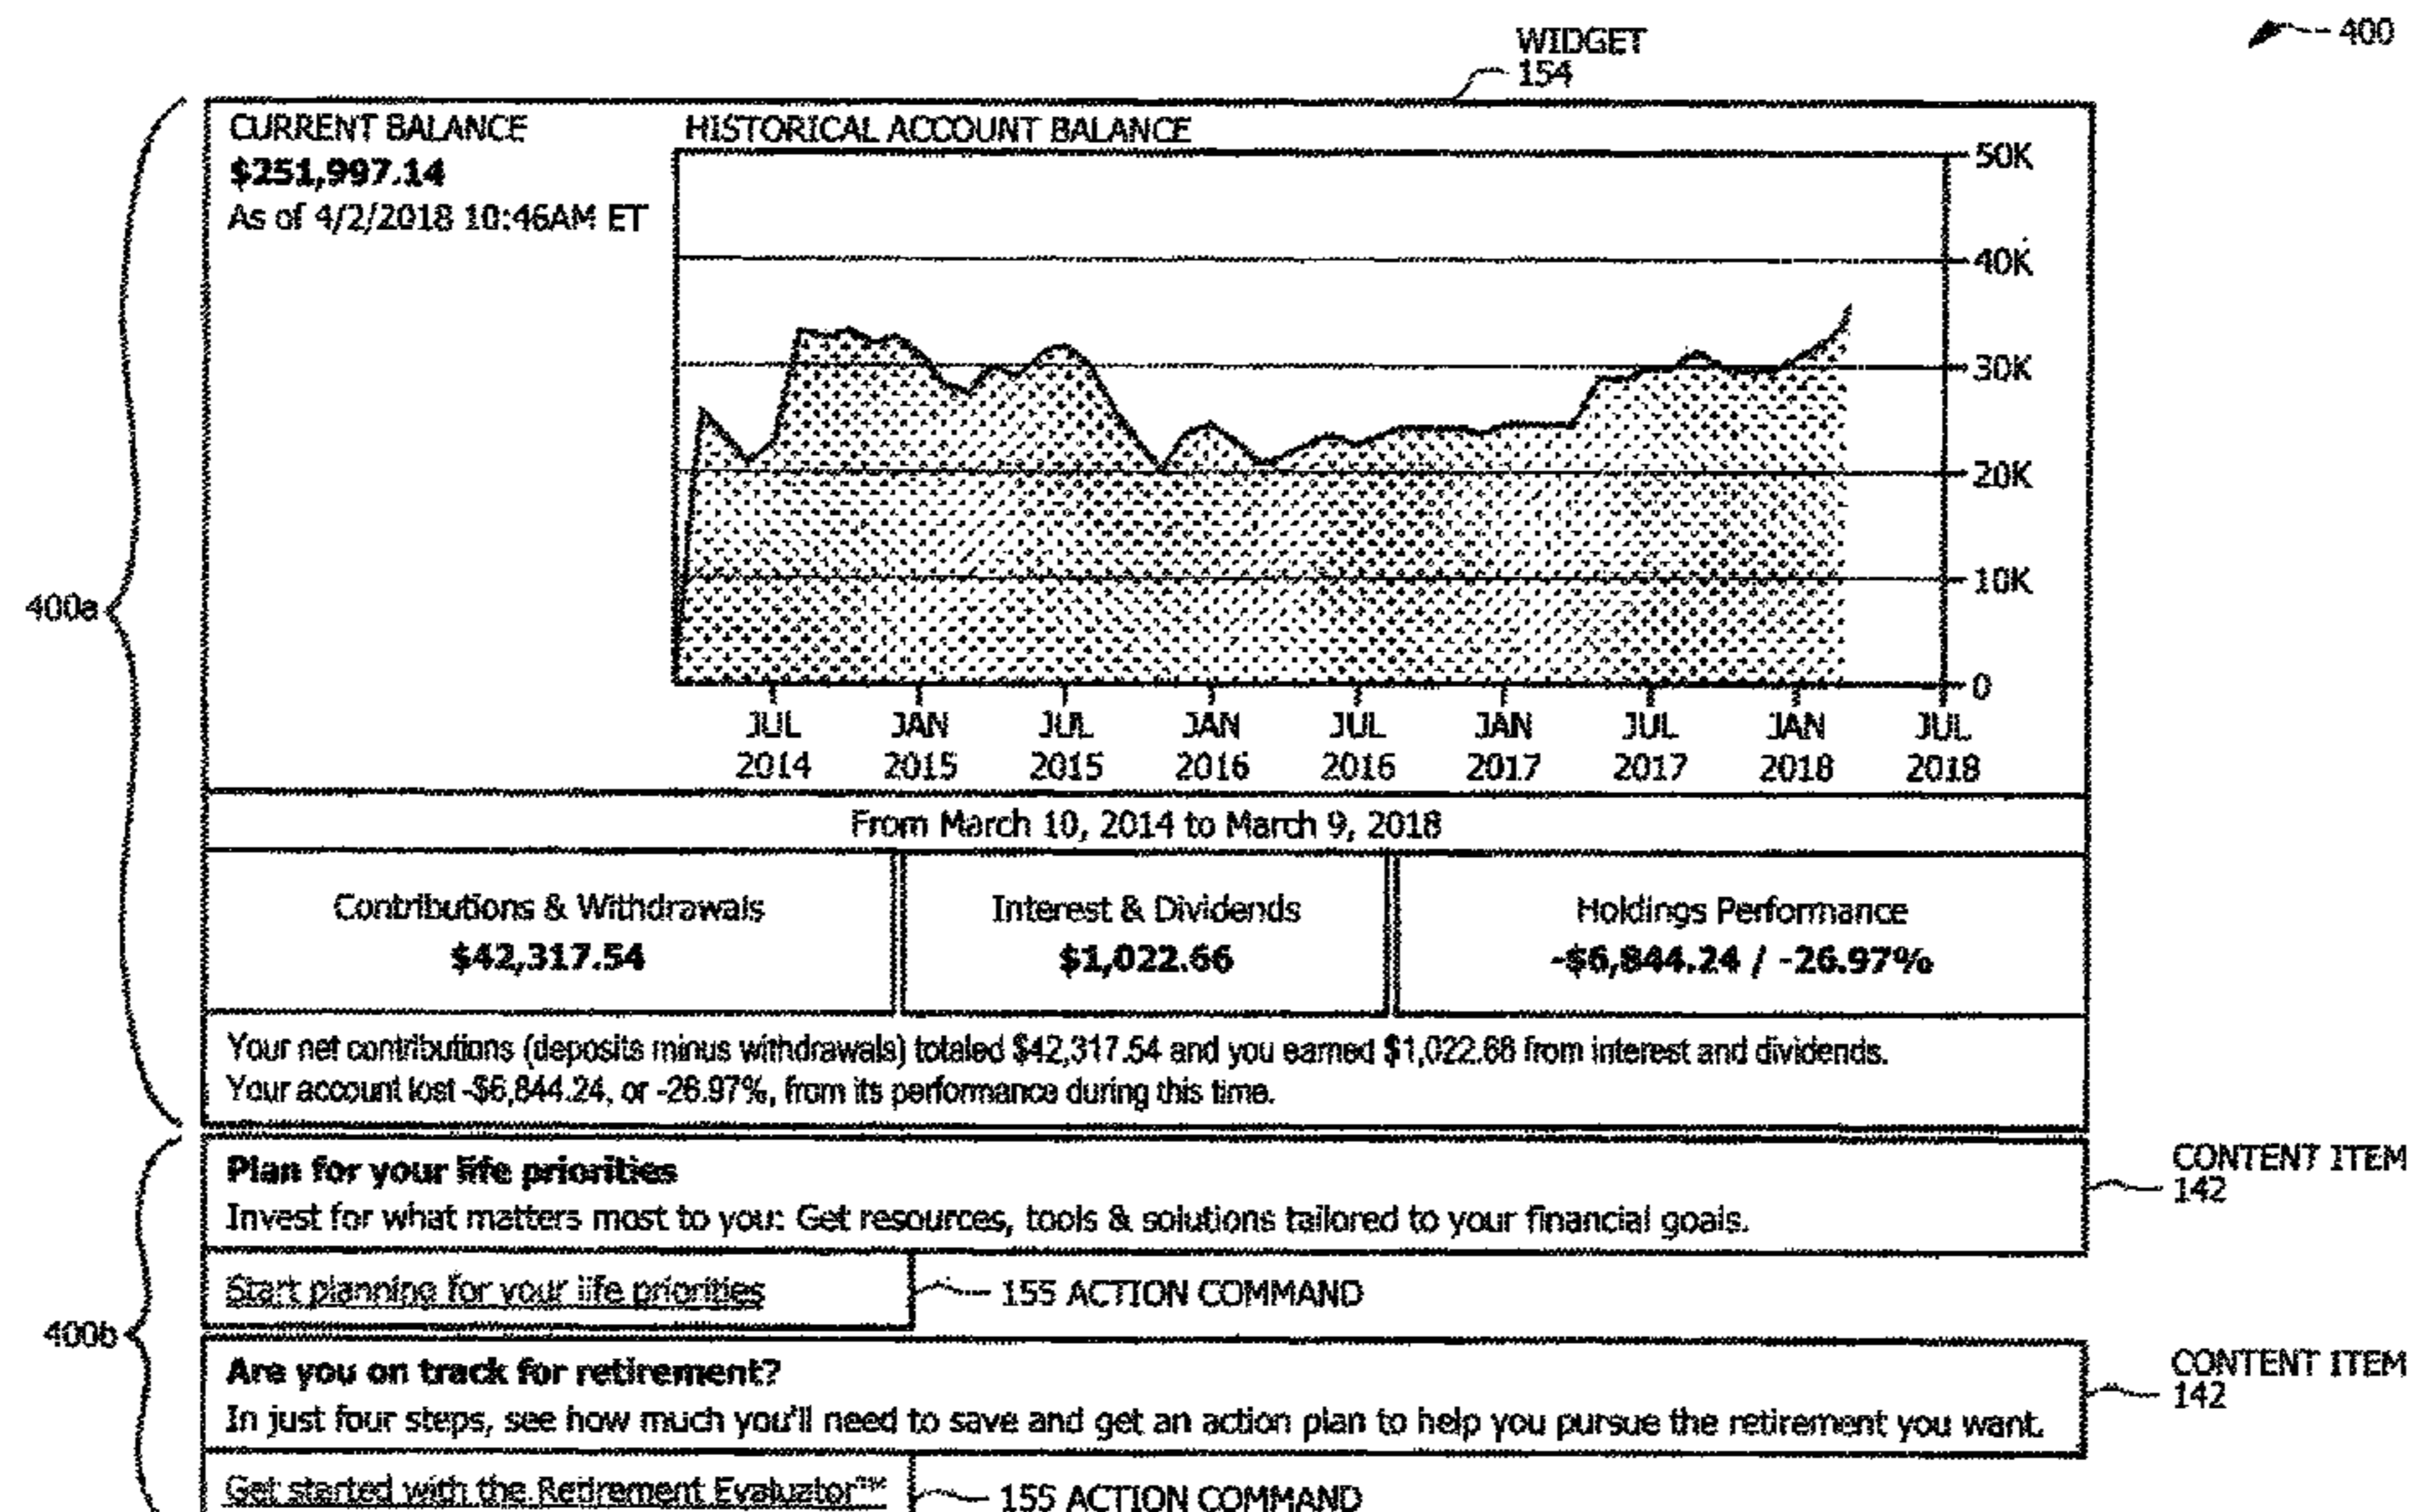 400
WIDGET
154
CURRENT BALANCE
$251,997.14
As of 4/2/2018 10:46AM ET
HISTORICAL ACCOUNT BALANCE
50K
40K
30K
20K
10K
0
JUL 2014
JAN 2015
JUL 2015
JAN 2016
JUL 2016
JAN 2017
JUL 2017
JAN 2018
JUL 2018
400a
From March 10, 2014 to March 9, 2018
Contributions & Withdrawals
$42,317.54
Interest & Dividends
$1,022.66
Holdings Performance
-$6,844.24 / -26.97%
Your net contributions (deposits minus withdrawals) totaled $42,317.54 and you earned $1,022.68 from interest and dividends.
Your account lost -$6,844.24, or -26.97%, from its performance during this time.
400b
Plan for your life priorities
Invest for what matters most to you: Get resources, tools & solutions tailored to your financial goals.
CONTENT ITEM
142
Start planning for your life priorities
155 ACTION COMMAND
Are you on track for retirement?
In just four steps, see how much you'll need to save and get an action plan to help you pursue the retirement you want.
CONTENT ITEM
142
Get started with the Retirement Evaluator™
155 ACTION COMMAND